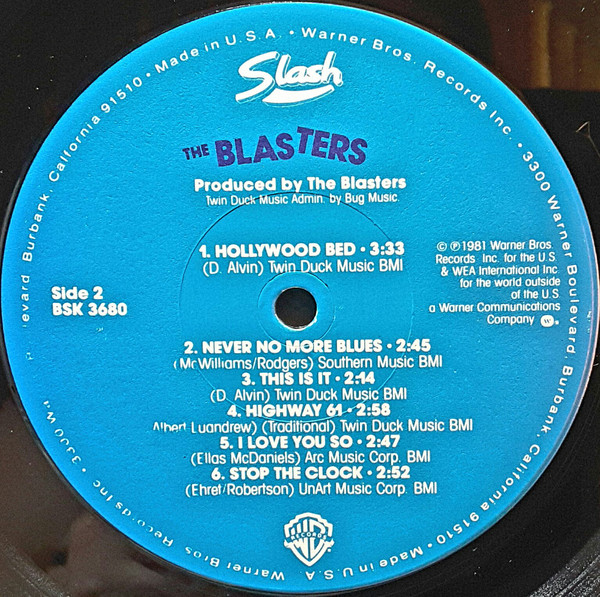 Made in U.S.A. • Warner Bros. Records Inc. • 3300 Warner Boulevard, Burbank, California 91510 • Made in U.S.A. • Warner Bros. Records Inc. • 3300 evard, Burbank, California 91510 •
Slash
THE BLASTERS
Produced by The Blasters
Twin Duck Music Admin. by Bug Music.
1. HOLLYWOOD BED • 3:33
(D. Alvin) Twin Duck Music BMI
© ℗ 1981 Warner Bros.
Records Inc. for the U.S.
& WEA International Inc
for the world outside
of the U.S.
a Warner Communications
Company W
Side 2
BSK 3680
2. NEVER NO MORE BLUES • 2:45
(Mc Williams/Rodgers) Southern Music BMI
3. THIS IS IT • 2:14
(D. Alvin) Twin Duck Music BMI
4. HIGHWAY 61 • 2:58
Albert Luandrew) (Traditional) Twin Duck Music BMI
5. I LOVE YOU SO • 2:47
(Ellas McDaniels) Arc Music Corp. BMI
6. STOP THE CLOCK • 2:52
(Ehret/Robertson) UnArt Music Corp. BMI
WB
RECORDS